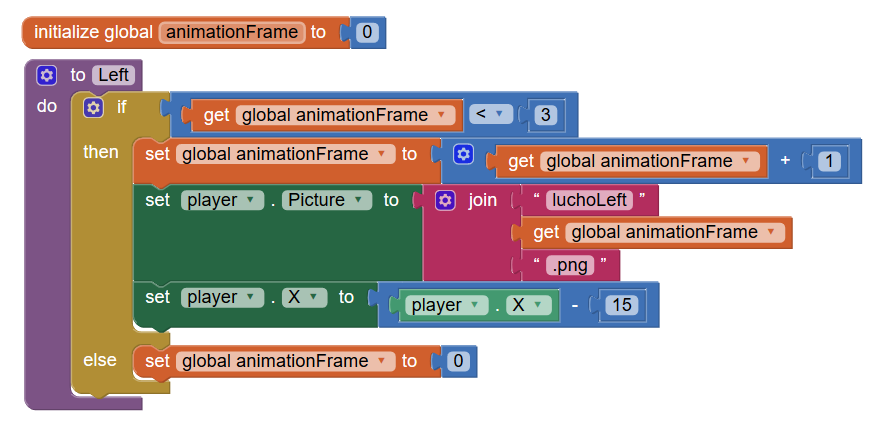 initialize global animationFrame to 0
to Left
do if get global animationFrame < 3
then set global animationFrame to get global animationFrame + 1
set player . Picture to join “ luchoLeft ”
get global animationFrame
“ .png ”
set player . X to player . X - 15
else set global animationFrame to 0